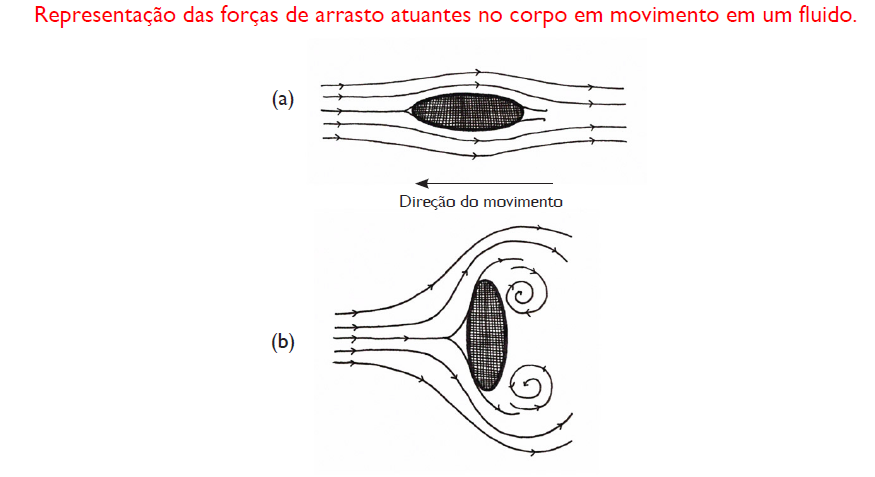 Representação das forças de arrasto atuantes no corpo em movimento em um fluido.
(a)
Direção do movimento
(b)